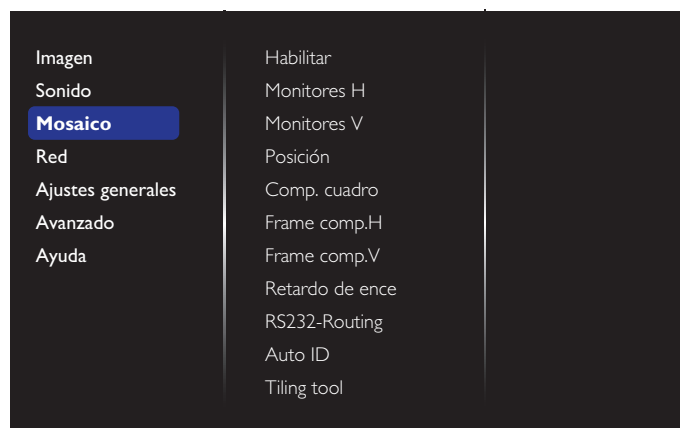 Imagen
Sonido
Mosaico
Red
Ajustes generales
Avanzado
Ayuda
Habilitar
Monitores H
Monitores V
Posición
Comp. cuadro
Frame comp.H
Frame comp.V
Retardo de ence
RS232-Routing
Auto ID
Tiling tool